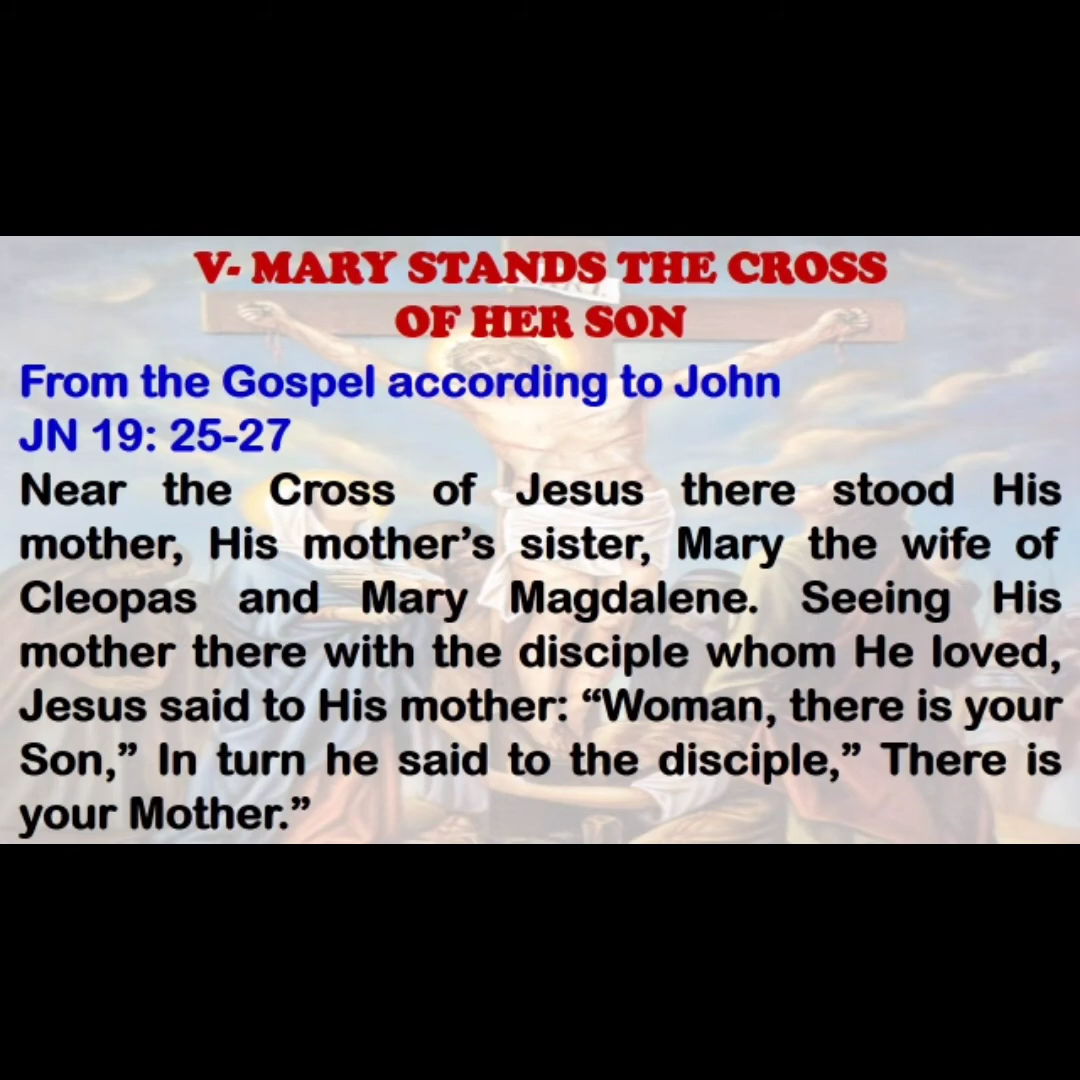 V- MARY STANDS THE CROSS
OF HER SON
From the Gospel according to John
JN 19: 25-27
Near the Cross of Jesus there stood His
mother, His mother’s sister, Mary the wife of
Cleopas and Mary Magdalene. Seeing His
mother there with the disciple whom He loved,
Jesus said to His mother: “Woman, there is your
Son,” In turn he said to the disciple,” There is
your Mother.”